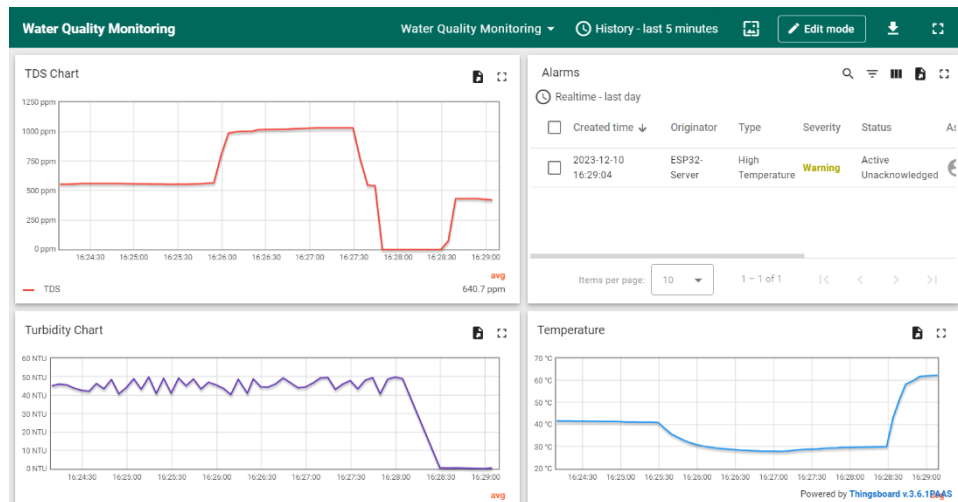 Water Quality Monitoring
Water Quality Monitoring
History - last 5 minutes
Edit mode
TDS Chart
1250 ppm
1000 ppm
750 ppm
500 ppm
250 ppm
0 ppm
16:24:30 16:25:00 16:25:30 16:26:00 16:26:30 16:27:00 16:27:30 16:28:00 16:28:30 16:29:00
avg
TDS 640.7 ppm
Alarms
Realtime - last day
Created time Originator Type Severity Status As
2023-12-10 16:29:04 ESP32-Server High Temperature Warning Active Unacknowledged
Items per page: 10 1 – 1 of 1
Turbidity Chart
60 NTU
50 NTU
40 NTU
30 NTU
20 NTU
10 NTU
0 NTU
16:24:30 16:25:00 16:25:30 16:26:00 16:26:30 16:27:00 16:27:30 16:28:00 16:28:30 16:29:00
avg
Temperature
70 °C
60 °C
50 °C
40 °C
30 °C
20 °C
16:24:30 16:25:00 16:25:30 16:26:00 16:26:30 16:27:00 16:27:30 16:28:00 16:28:30 16:29:00
Powered by Thingsboard v.3.6.1PAAS